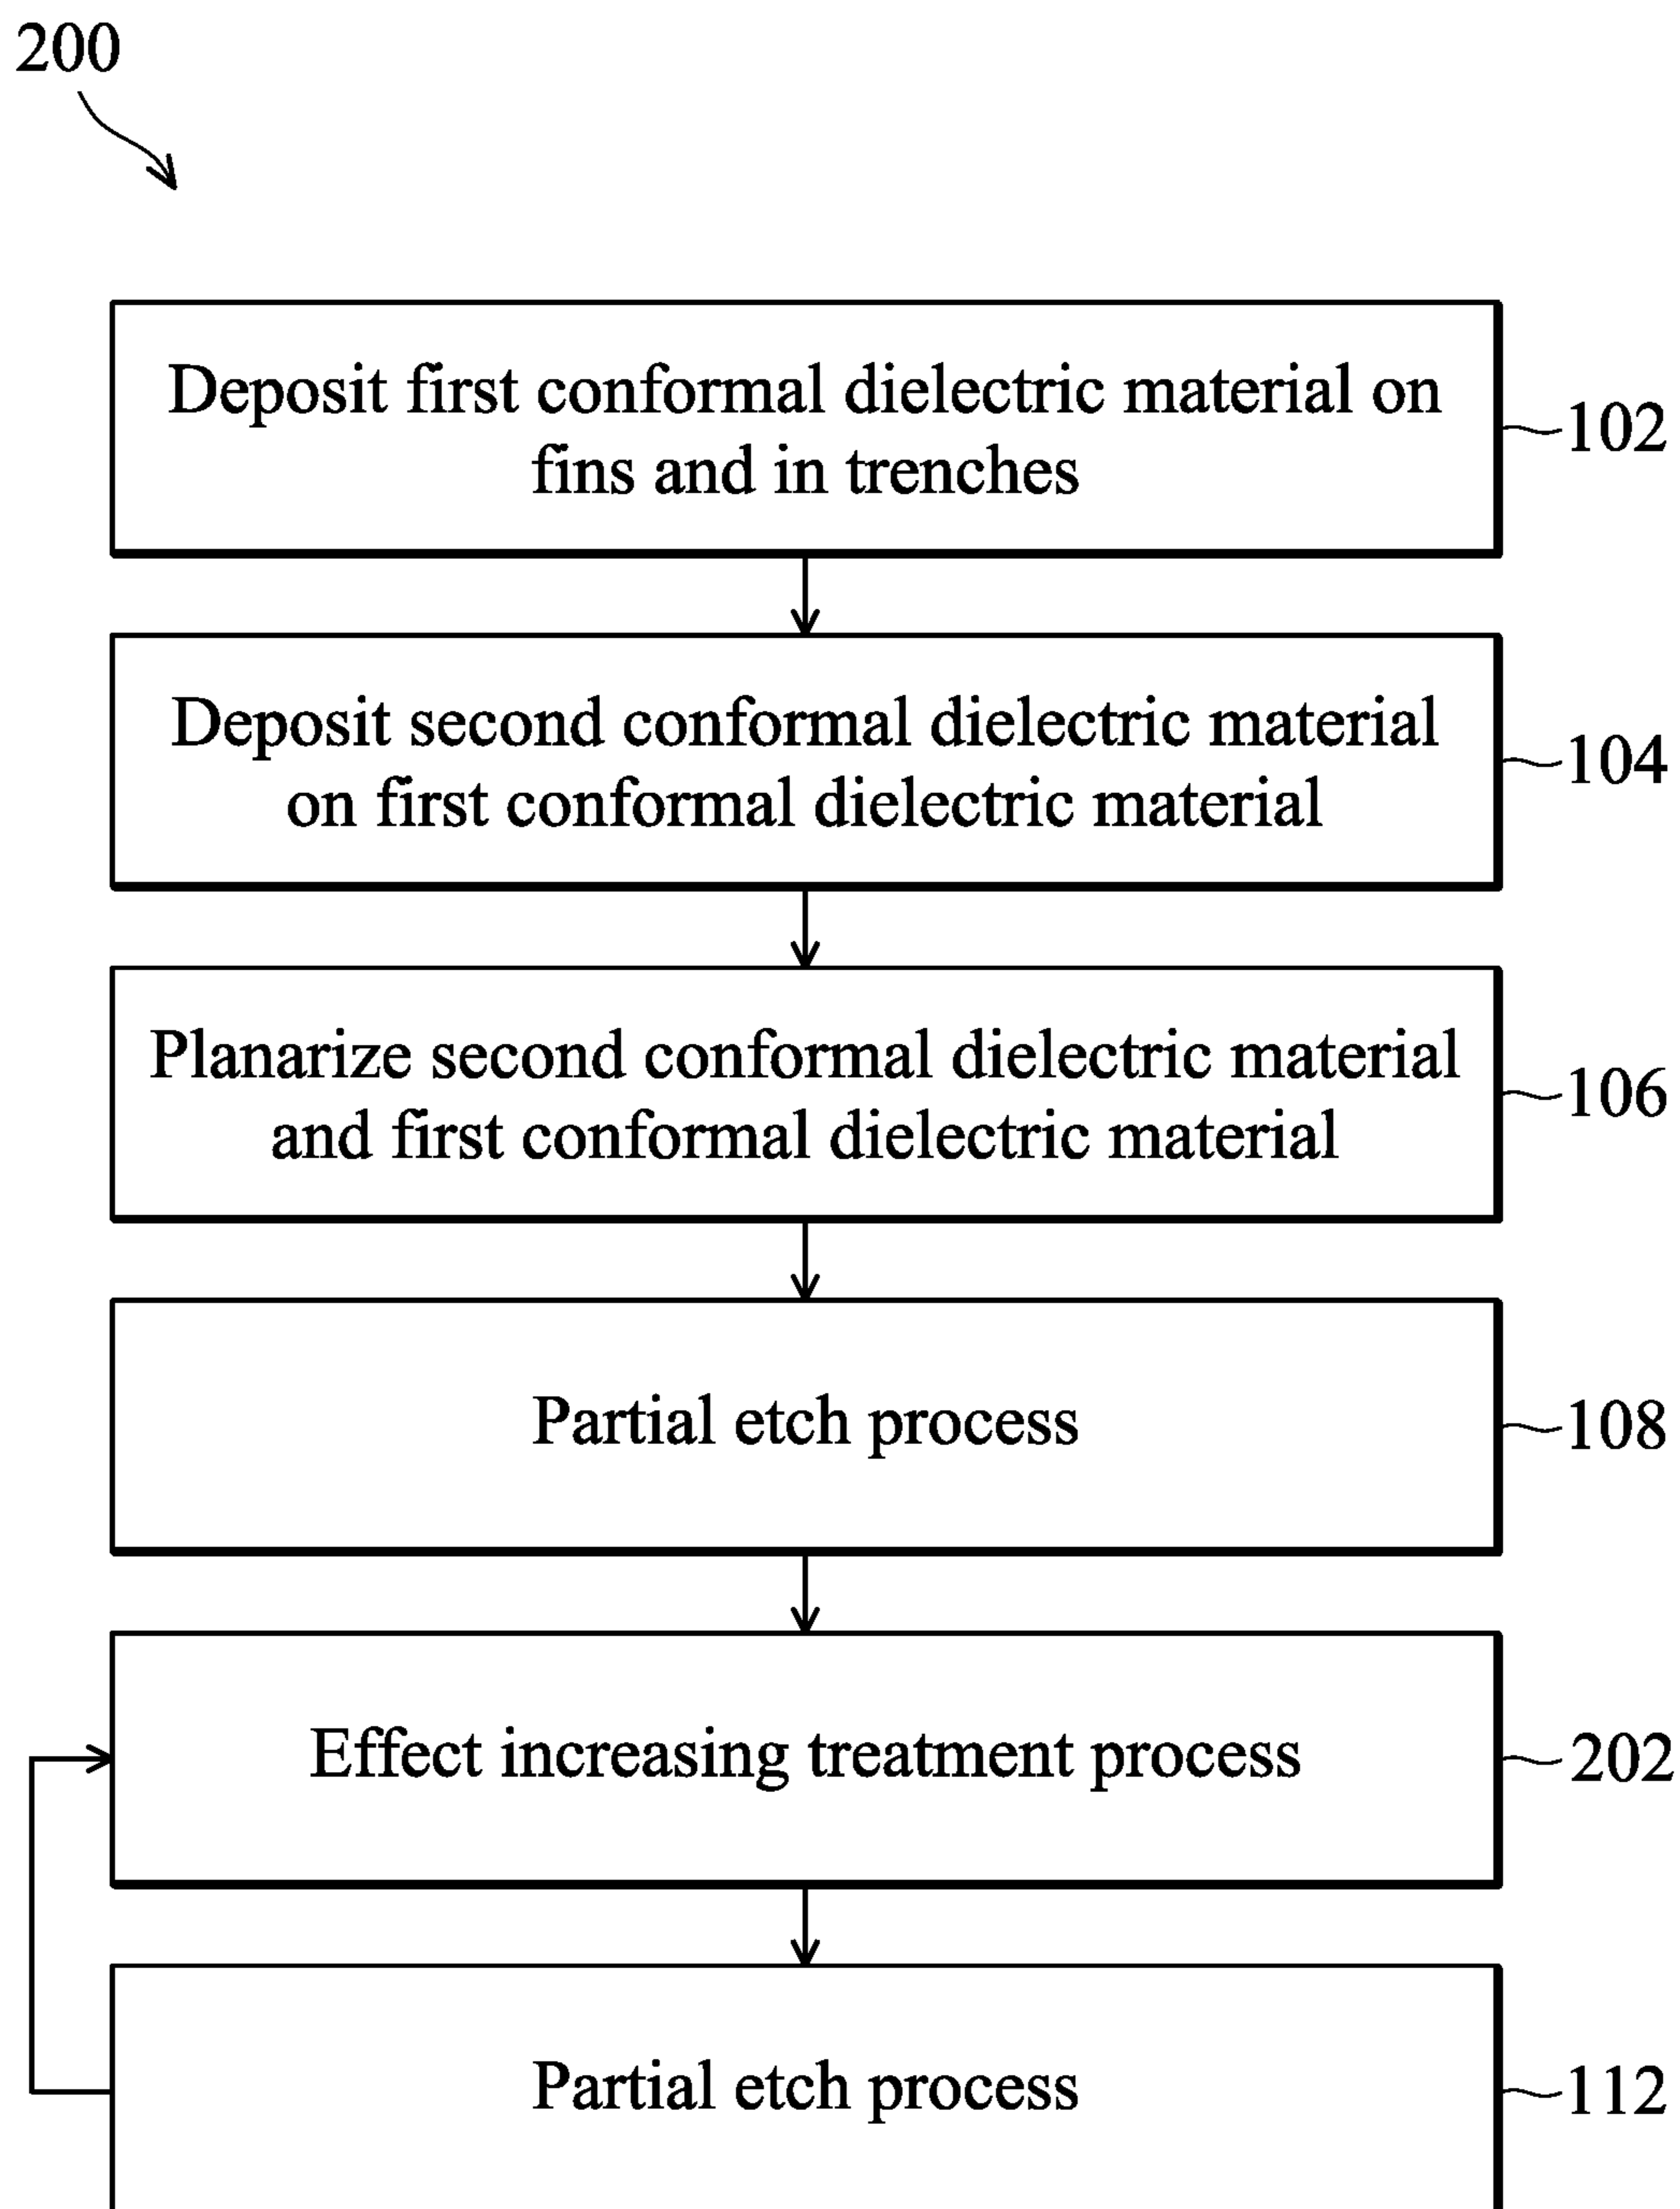 200
Deposit first conformal dielectric material on
fins and in trenches
102
Deposit second conformal dielectric material
on first conformal dielectric material
104
Planarize second conformal dielectric material
and first conformal dielectric material
106
Partial etch process
108
Effect increasing treatment process
202
Partial etch process
112